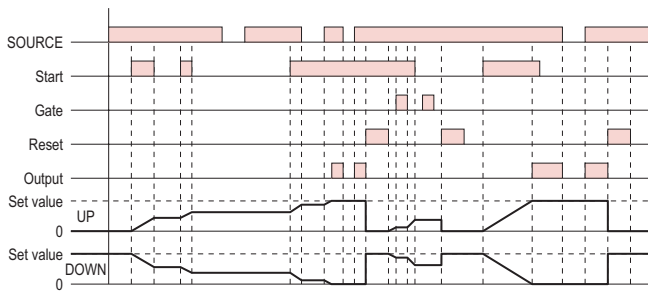 SOURCE
Start
Gate
Reset
Output
Set value
UP
0
Set value
DOWN
0